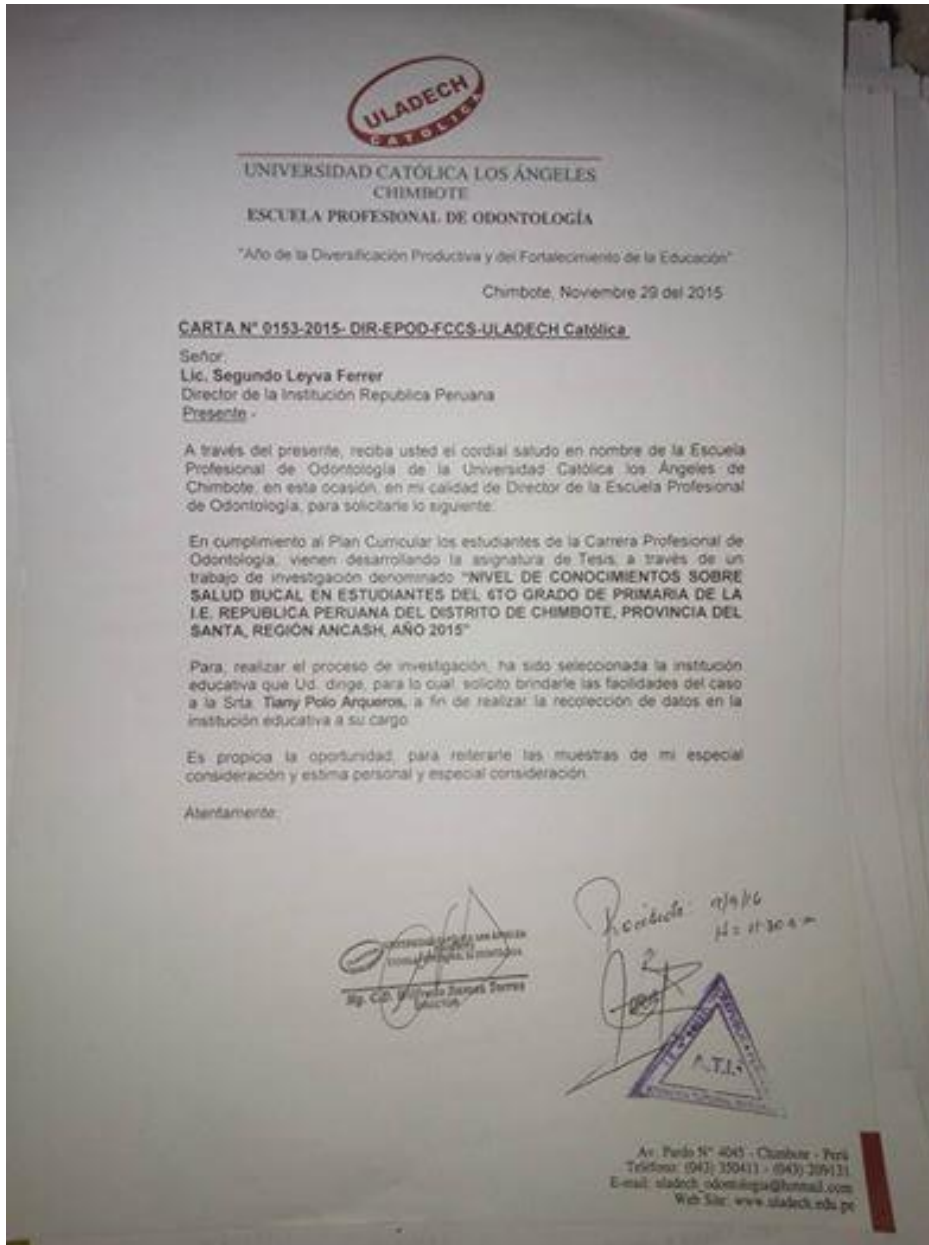 ULADECH
CATOLICA
UNIVERSIDAD CATÓLICA LOS ÁNGELES
CHIMBOTE
ESCUELA PROFESIONAL DE ODONTOLOGÍA
"Año de la Diversificación Productiva y del Fortalecimiento de la Educación"
Chimbote, Noviembre 29 del 2015
CARTA N° 0153-2015- DIR-EPOD-FCCS-ULADECH Católica
Señor:
Lic. Segundo Leyva Ferrer
Director de la Institución Republica Peruana
Presente.-
A través del presente, reciba usted el cordial saludo en nombre de la Escuela
Profesional de Odontología de la Universidad Católica los Ángeles de
Chimbote, en esta ocasión, en mi calidad de Director de la Escuela Profesional
de Odontología, para solicitarle lo siguiente:
En cumplimiento al Plan Curricular los estudiantes de la Carrera Profesional de
Odontología, vienen desarrollando la asignatura de Tesis, a través de un
trabajo de investigación denominado "NIVEL DE CONOCIMIENTOS SOBRE
SALUD BUCAL EN ESTUDIANTES DEL 6TO GRADO DE PRIMARIA DE LA
I.E. REPUBLICA PERUANA DEL DISTRITO DE CHIMBOTE, PROVINCIA DEL
SANTA, REGIÓN ANCASH, AÑO 2015"
Para, realizar el proceso de investigación, ha sido seleccionada la institución
educativa que Ud. dirige, para lo cual, solicito brindarle las facilidades del caso
a la Srta. Tiany Polo Arqueros, a fin de realizar la recolección de datos en la
institución educativa a su cargo.
Es propicia la oportunidad, para reiterarle las muestras de mi especial
consideración y estima personal y especial consideración.
Atentamente:
Mg. C.D. Torres
DIRECTOR
H = 11:30 a m
A.T.I.
Av. Pardo N° 4045 - Chimbote - Perú
Teléfono: (043) 350411 - (043) 209131
E-mail: uladech_odontologia@hotmail.com
Web Site: www.uladech.edu.pe